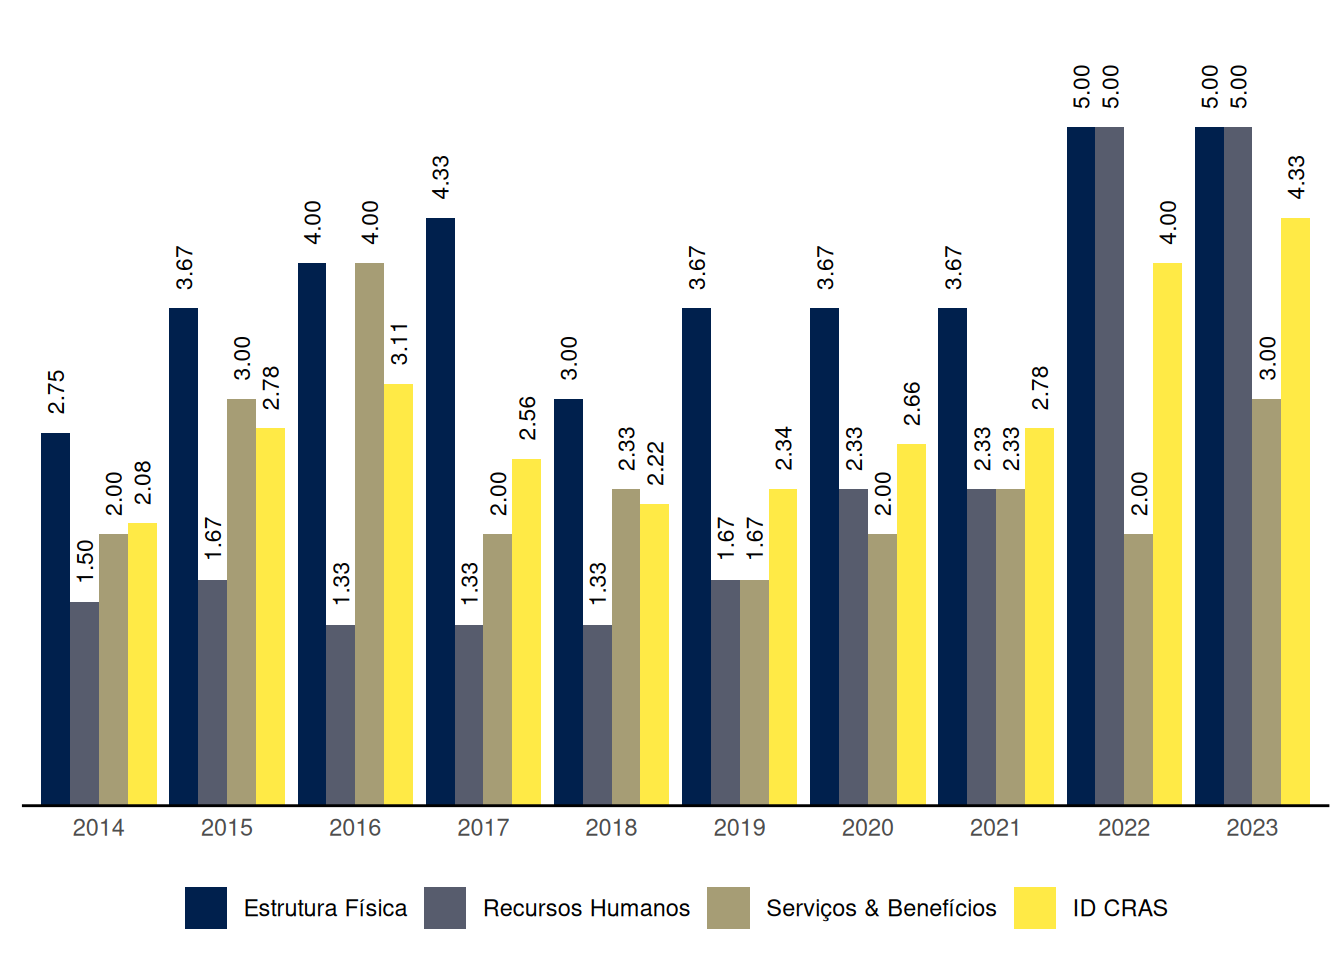 2.75 1.50 2.00 2.08
3.67 1.67 3.00 2.78
4.00 1.33 4.00 3.11
4.33 1.33 2.00 2.56
3.00 1.33 2.33 2.22
3.67 1.67 1.67 2.34
3.67 2.33 2.00 2.66
3.67 2.33 2.33 2.78
5.00 5.00 2.00 4.00
5.00 5.00 3.00 4.33
2014 2015 2016 2017 2018 2019 2020 2021 2022 2023
Estrutura Física Recursos Humanos Serviços & Benefícios ID CRAS